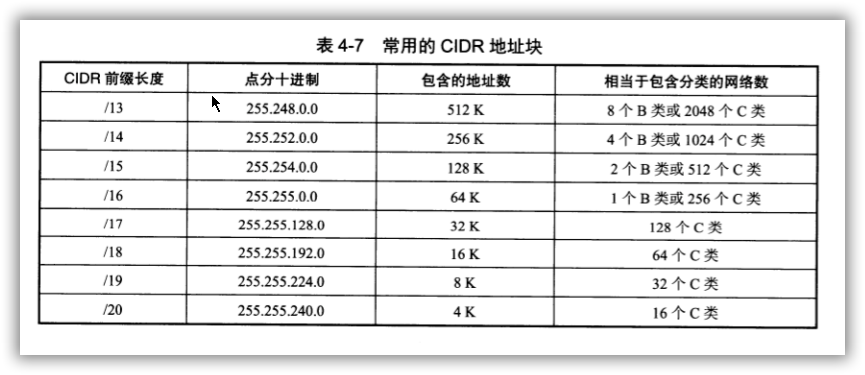 表 4-7 常用的 CIDR 地址块
CIDR 前缀长度 点分十进制 包含的地址数 相当于包含分类的网络数
/13 255.248.0.0 512 K 8 个 B 类或 2048 个 C 类
/14 255.252.0.0 256 K 4 个 B 类或 1024 个 C 类
/15 255.254.0.0 128 K 2 个 B 类或 512 个 C 类
/16 255.255.0.0 64 K 1 个 B 类或 256 个 C 类
/17 255.255.128.0 32 K 128 个 C 类
/18 255.255.192.0 16 K 64 个 C 类
/19 255.255.224.0 8 K 32 个 C 类
/20 255.255.240.0 4 K 16 个 C 类